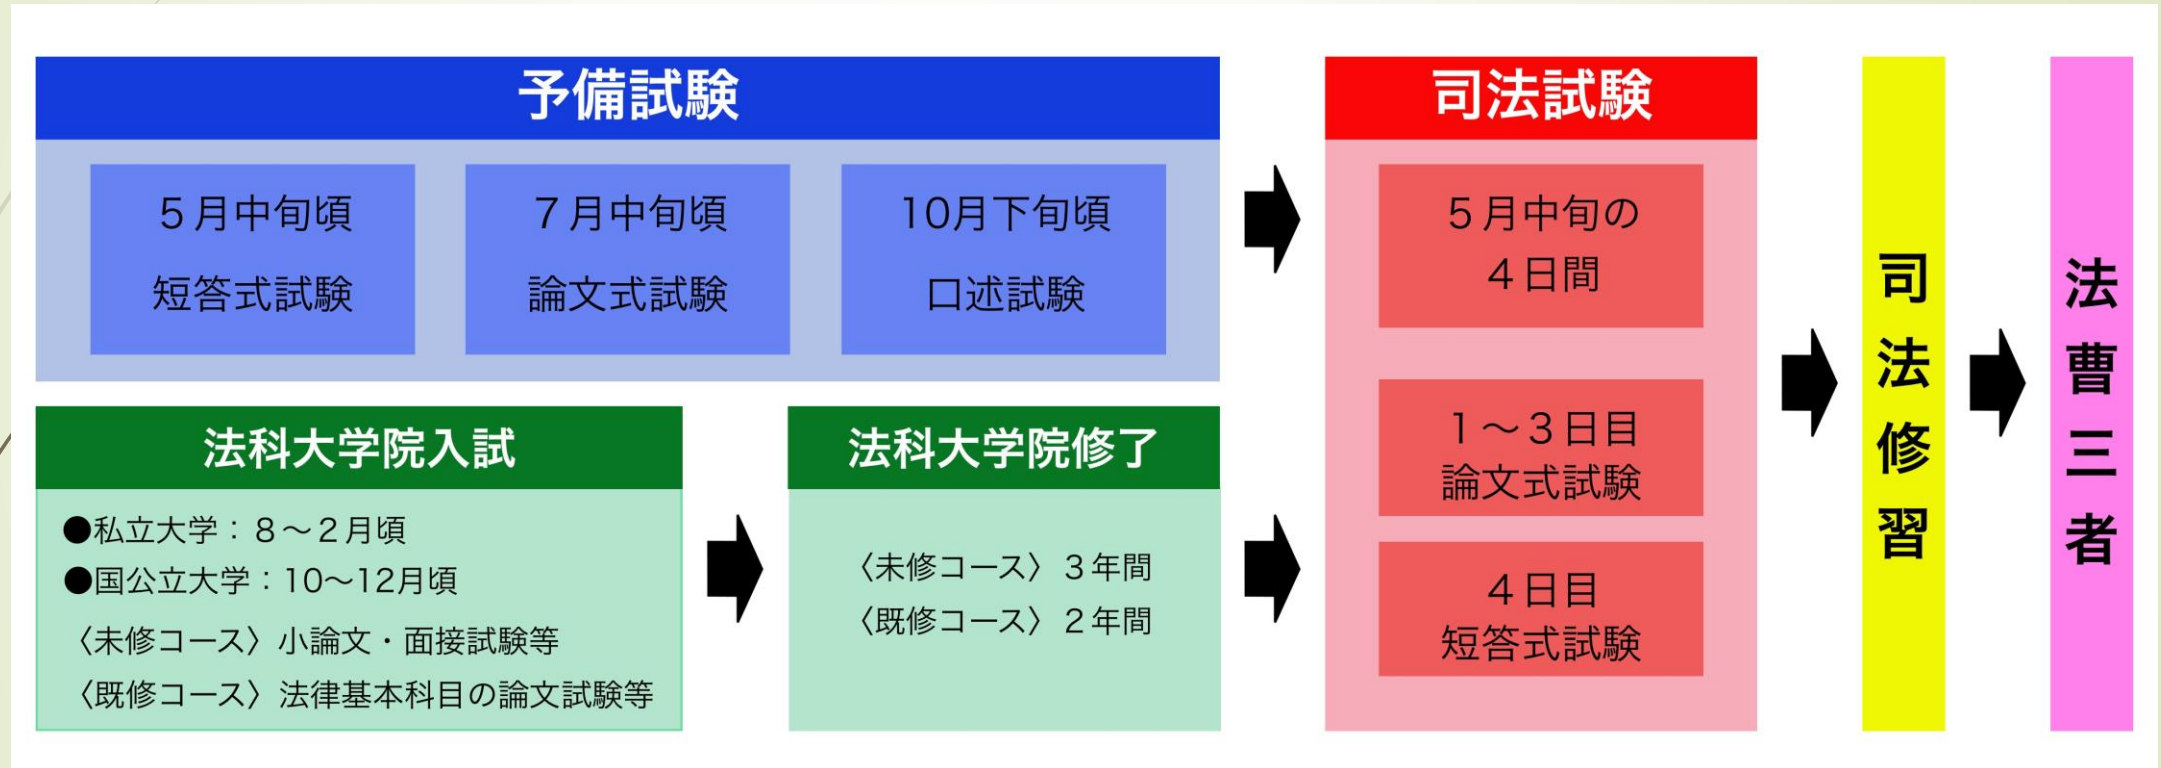 予備試験
5月中旬頃
短答式試験
7月中旬頃
論文式試験
10月下旬頃
口述試験
法科大学院入試
●私立大学：8～2月頃
●国公立大学：10～12月頃
〈未修コース〉小論文・面接試験等
〈既修コース〉法律基本科目の論文試験等
法科大学院修了
〈未修コース〉3年間
〈既修コース〉2年間
司法試験
5月中旬の
4日間
1～3日目
論文式試験
4日目
短答式試験
司法修習
法曹三者